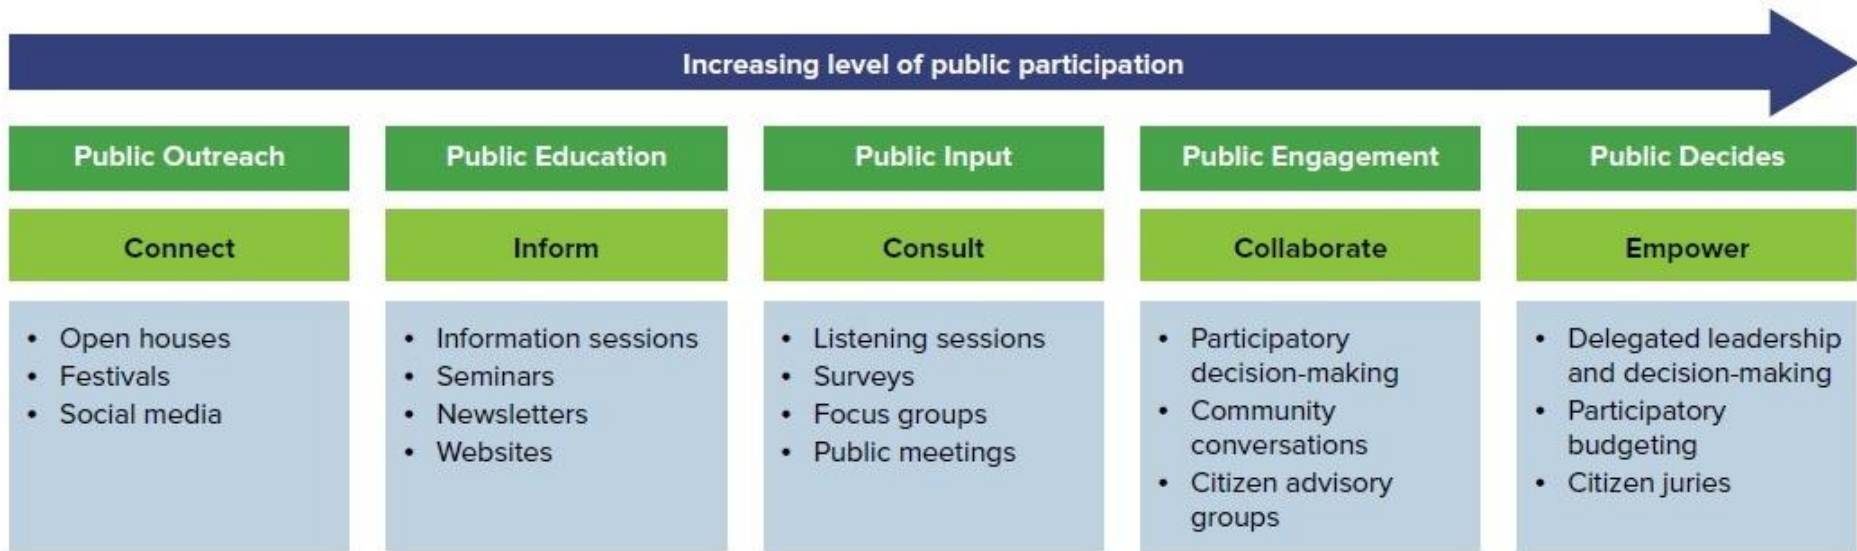 Increasing level of public participation
Public Outreach
Public Education
Public Input
Public Engagement
Public Decides
Connect
Inform
Consult
Collaborate
Empower
• Open houses
• Festivals
• Social media
• Information sessions
• Seminars
• Newsletters
• Websites
• Listening sessions
• Surveys
• Focus groups
• Public meetings
• Participatory
decision-making
• Community
conversations
• Citizen advisory
groups
• Delegated leadership
and decision-making
• Participatory
budgeting
• Citizen juries